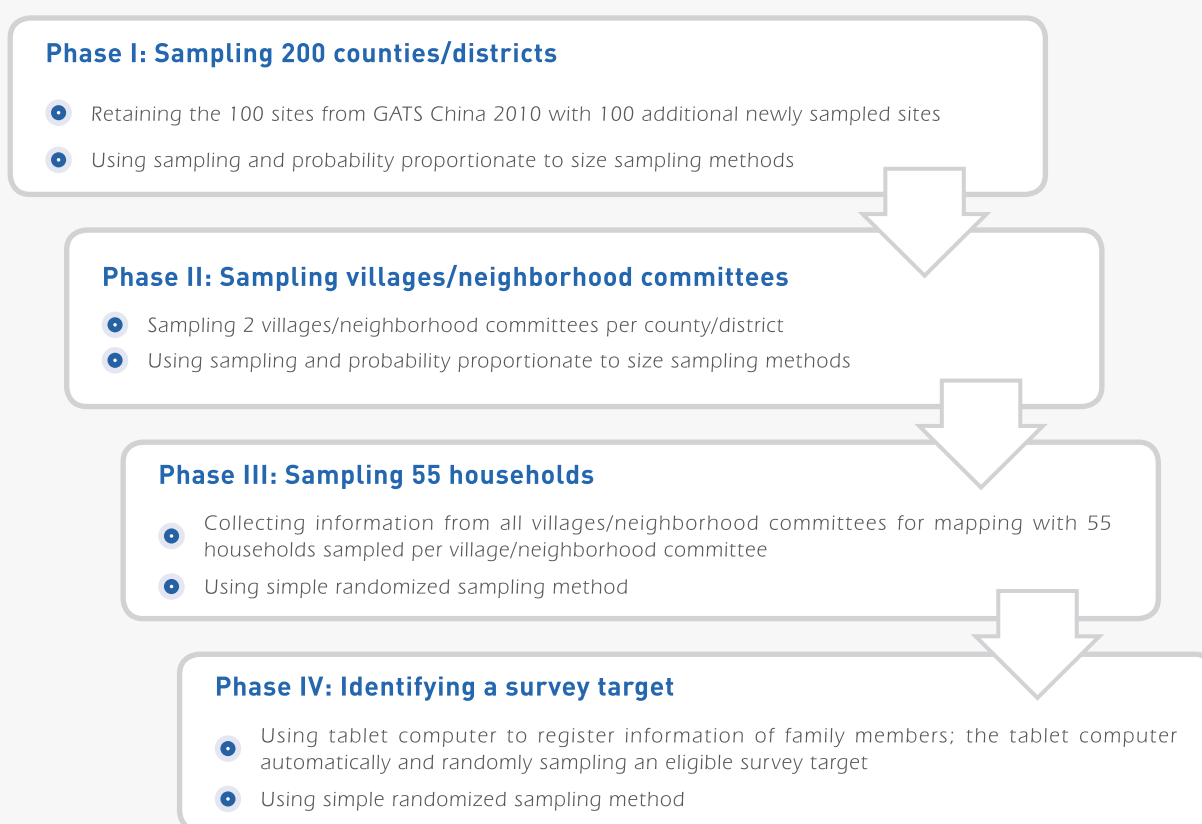 Phase I: Sampling 200 counties/districts
Retaining the 100 sites from GATS China 2010 with 100 additional newly sampled sites
Using sampling and probability proportionate to size sampling methods
Phase II: Sampling villages/neighborhood committees
Sampling 2 villages/neighborhood committees per county/district
Using sampling and probability proportionate to size sampling methods
Phase III: Sampling 55 households
Collecting information from all villages/neighborhood committees for mapping with 55
households sampled per village/neighborhood committee
Using simple randomized sampling method
Phase IV: Identifying a survey target
Using tablet computer to register information of family members; the tablet computer
automatically and randomly sampling an eligible survey target
Using simple randomized sampling method